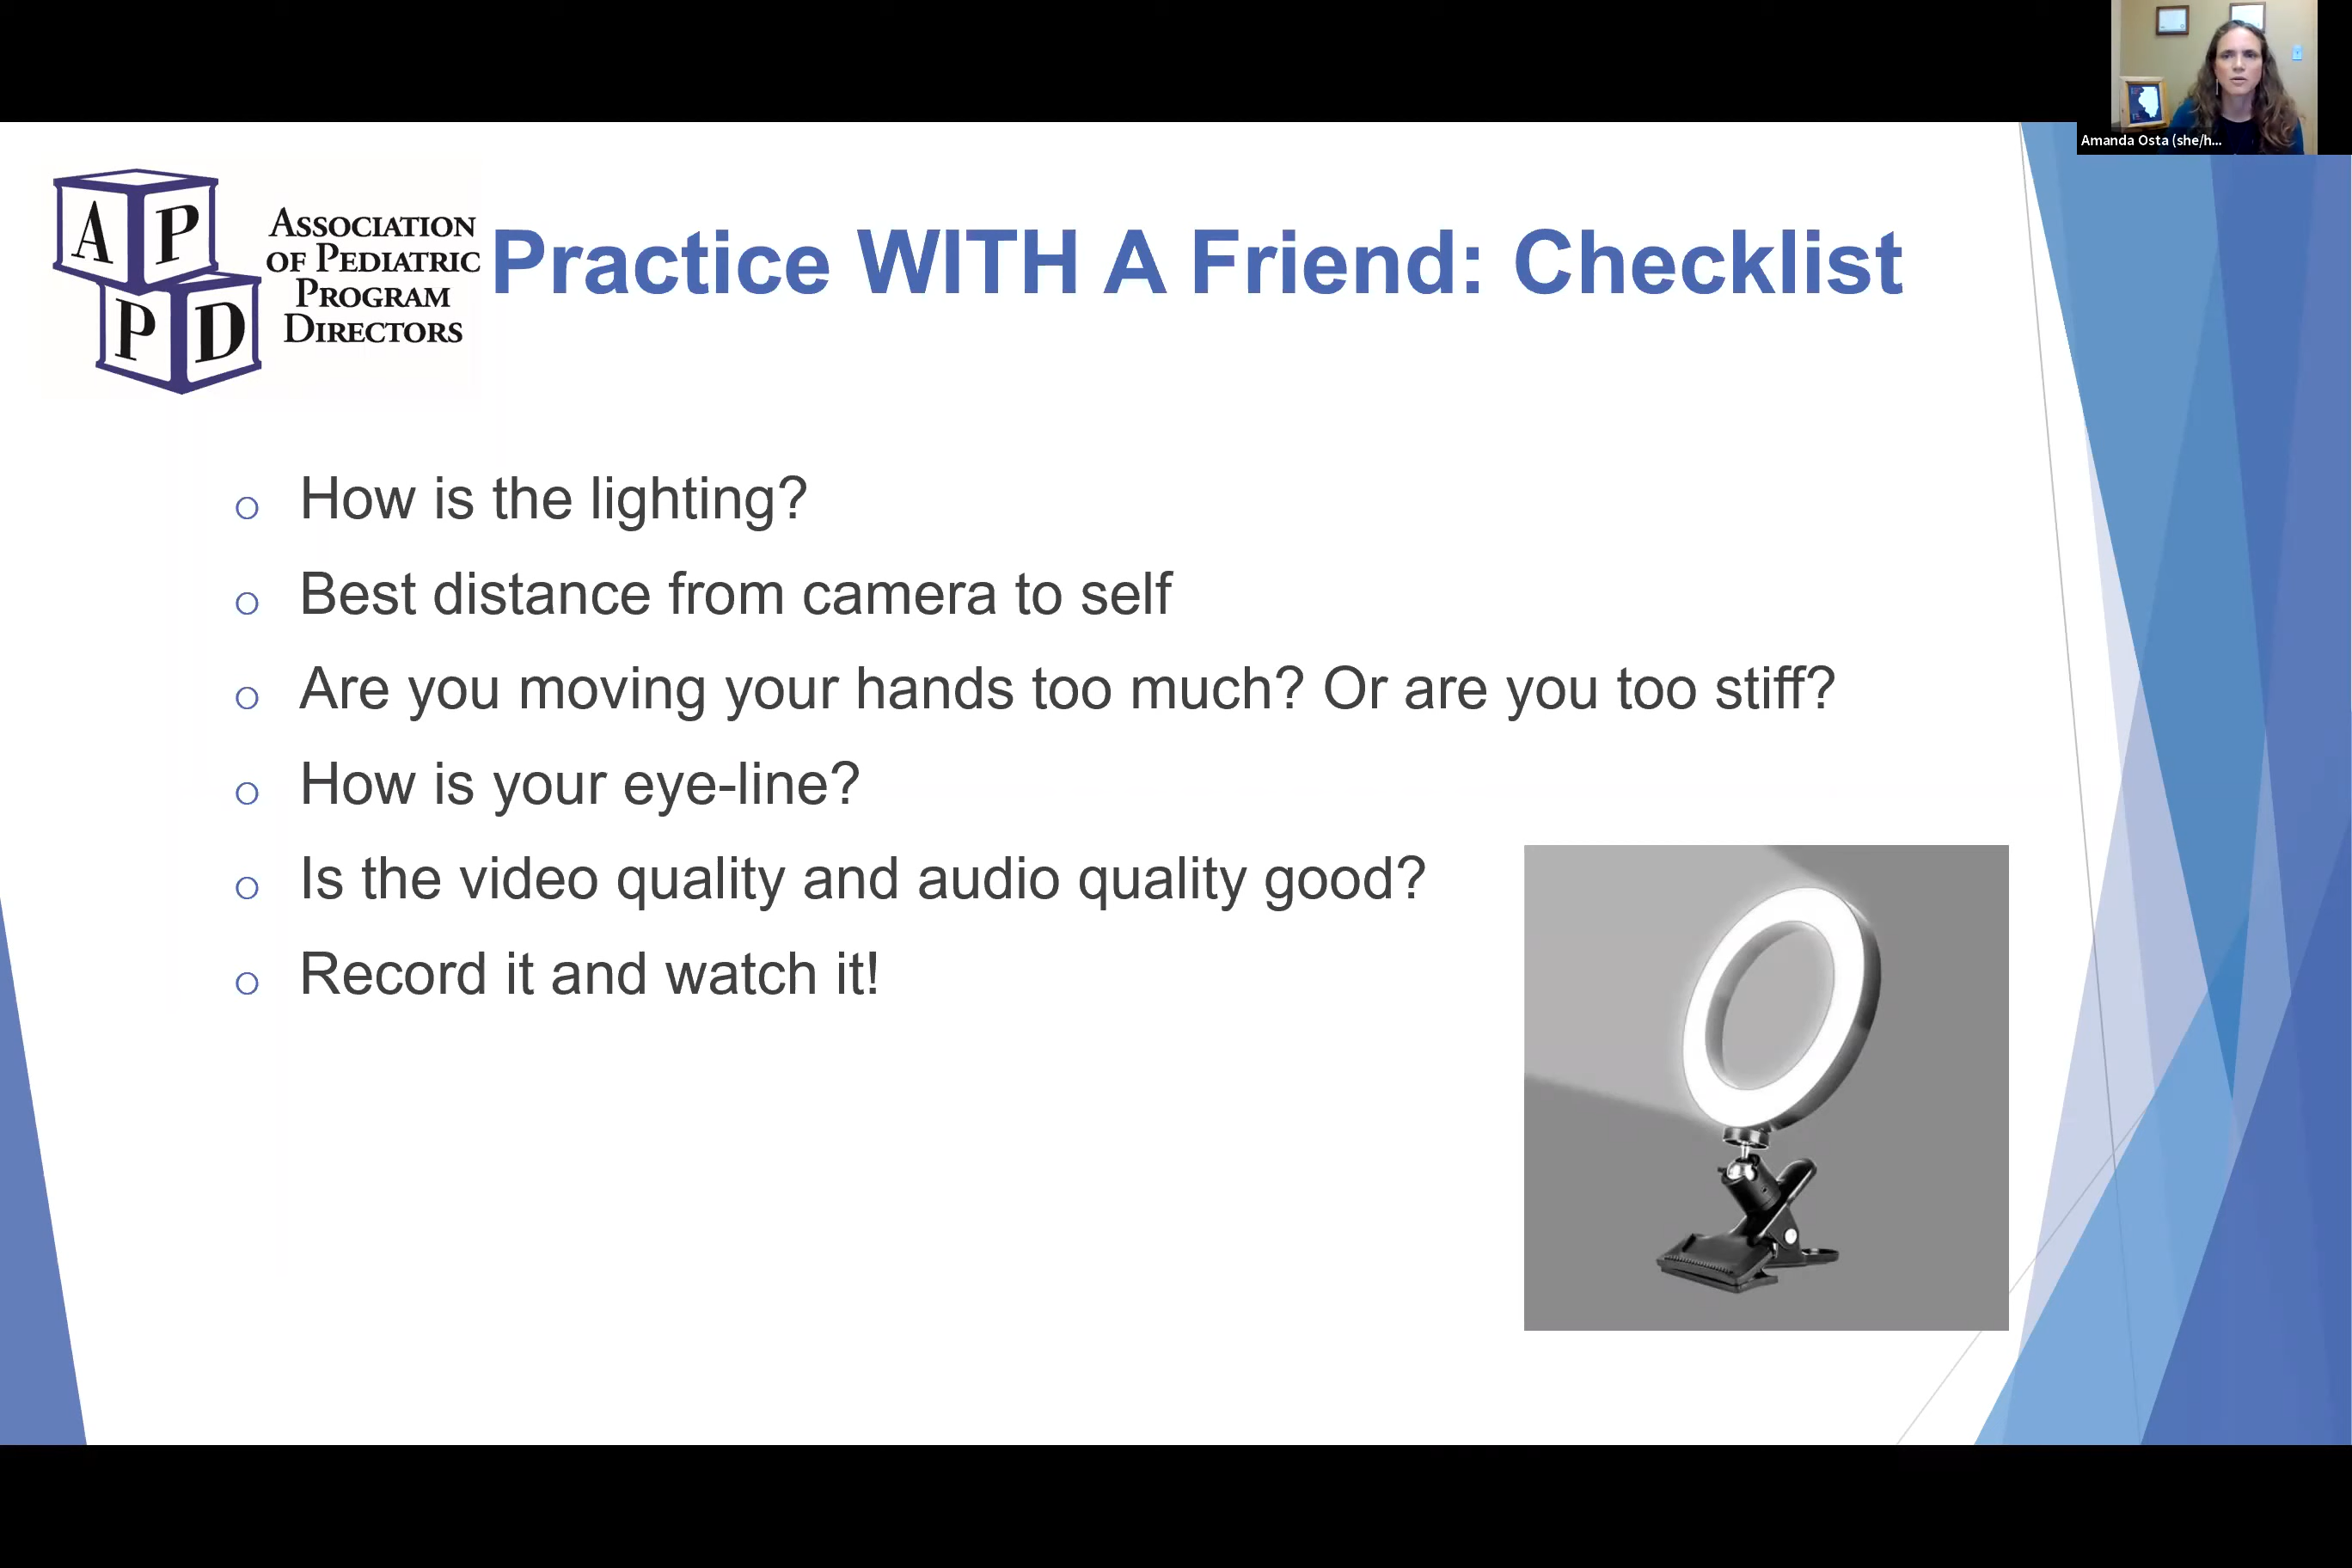 Amanda Osta (she/h...
A P
P D
ASSOCIATION
OF PEDIATRIC
PROGRAM
DIRECTORS
Practice WITH A Friend: Checklist
How is the lighting?
Best distance from camera to self
Are you moving your hands too much? Or are you too stiff?
How is your eye-line?
Is the video quality and audio quality good?
Record it and watch it!